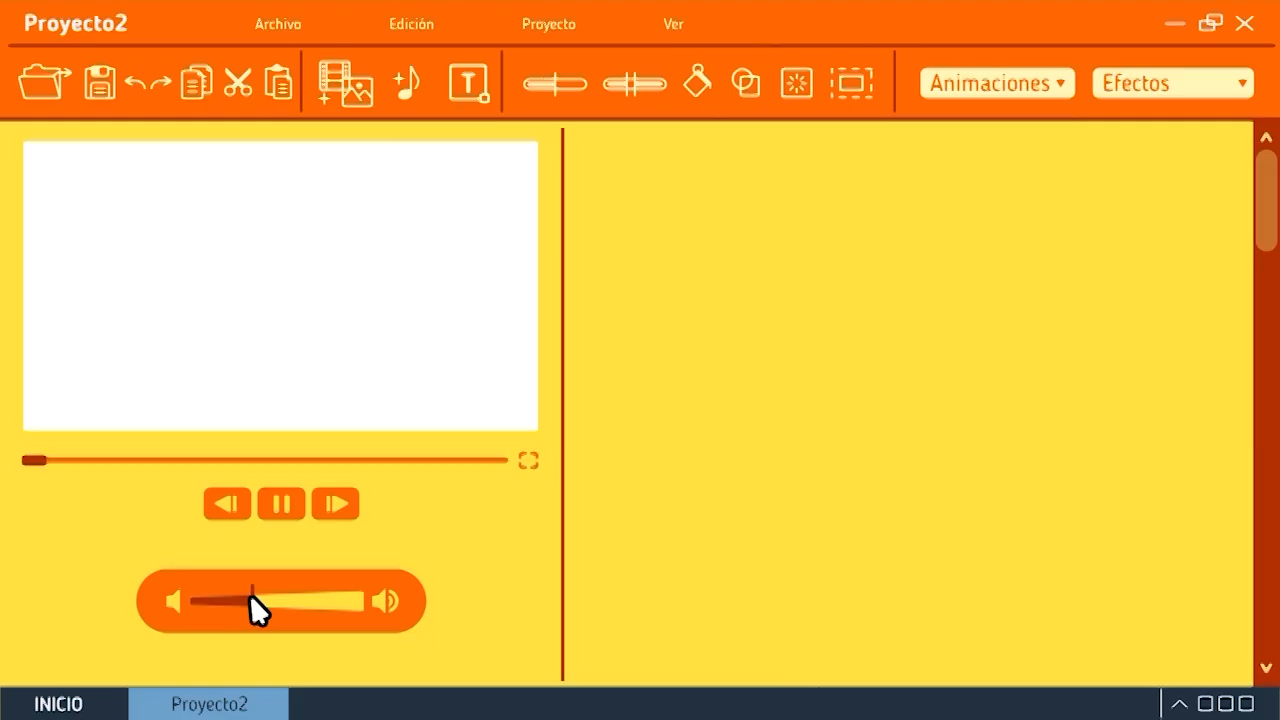 Proyecto2
Archivo
Edición
Proyecto
Ver
T
Animaciones
Efectos
INICIO
Proyecto2